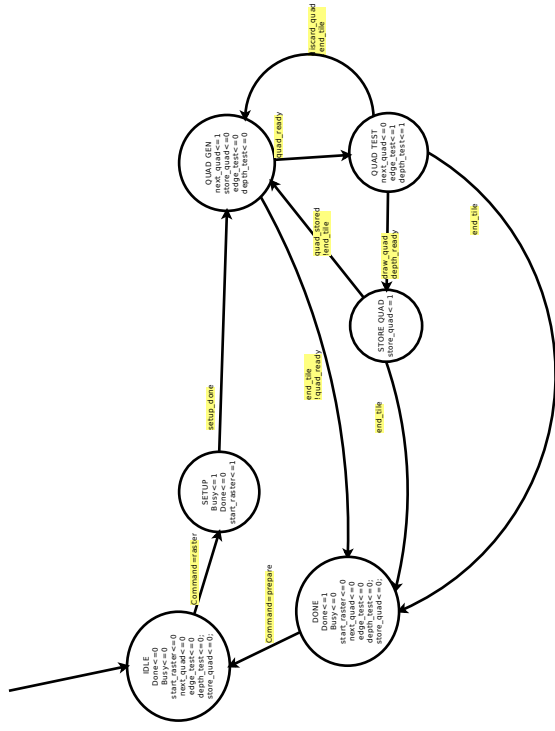 IDLE
Done<=0
Busy<=0
start_raster<=0
next_quad<=0
edge_test<=0
depth_test<=0;
store_quad<=0;
Command=raster
SETUP
Busy<=1
Done<=0
start_raster<=1
setup_done
QUAD GEN
next_quad<=1
store_quad<=0
edge_test<=0
depth_test<=0
quad_ready
discard_quad
end_tile
QUAD TEST
next_quad<=0
edge_test<=1
depth_test<=1
quad_stored
!end_tile
draw_quad
depth_ready
end_tile
STORE QUAD
store_quad<=1
end_tile
!quad_ready
end_tile
Command=prepare
DONE
Done<=1
Busy<=0
start_raster<=0
next_quad<=0
edge_test<=0
depth_test<=0;
store_quad<=0;